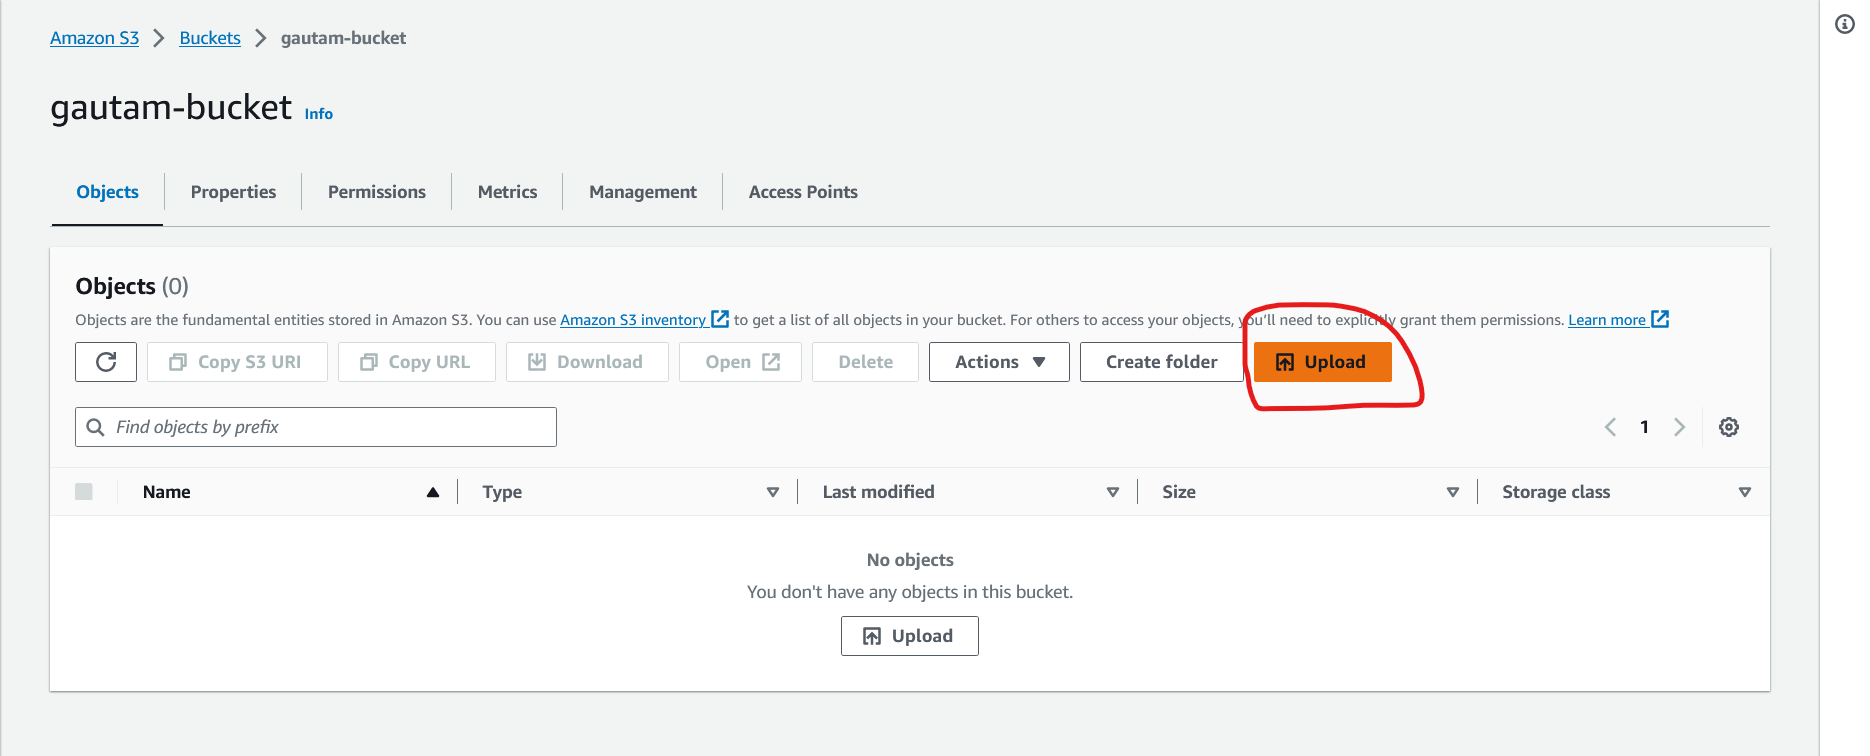 Amazon S3 > Buckets > gautam-bucket
gautam-bucket Info
Objects Properties Permissions Metrics Management Access Points
Objects (0)
Objects are the fundamental entities stored in Amazon S3. You can use Amazon S3 inventory to get a list of all objects in your bucket. For others to access your objects, you'll need to explicitly grant them permissions. Learn more
Copy S3 URI Copy URL Download Open Delete Actions Create folder Upload
Find objects by prefix
1
Name Type Last modified Size Storage class
No objects
You don't have any objects in this bucket.
Upload